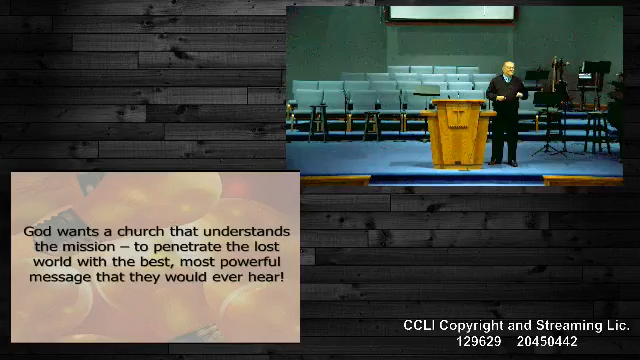 God wants a church that understands
the mission – to penetrate the lost
world with the best, most powerful
message that they would ever hear!
CCLI Copyright and Streaming Lic.
129629 20450442